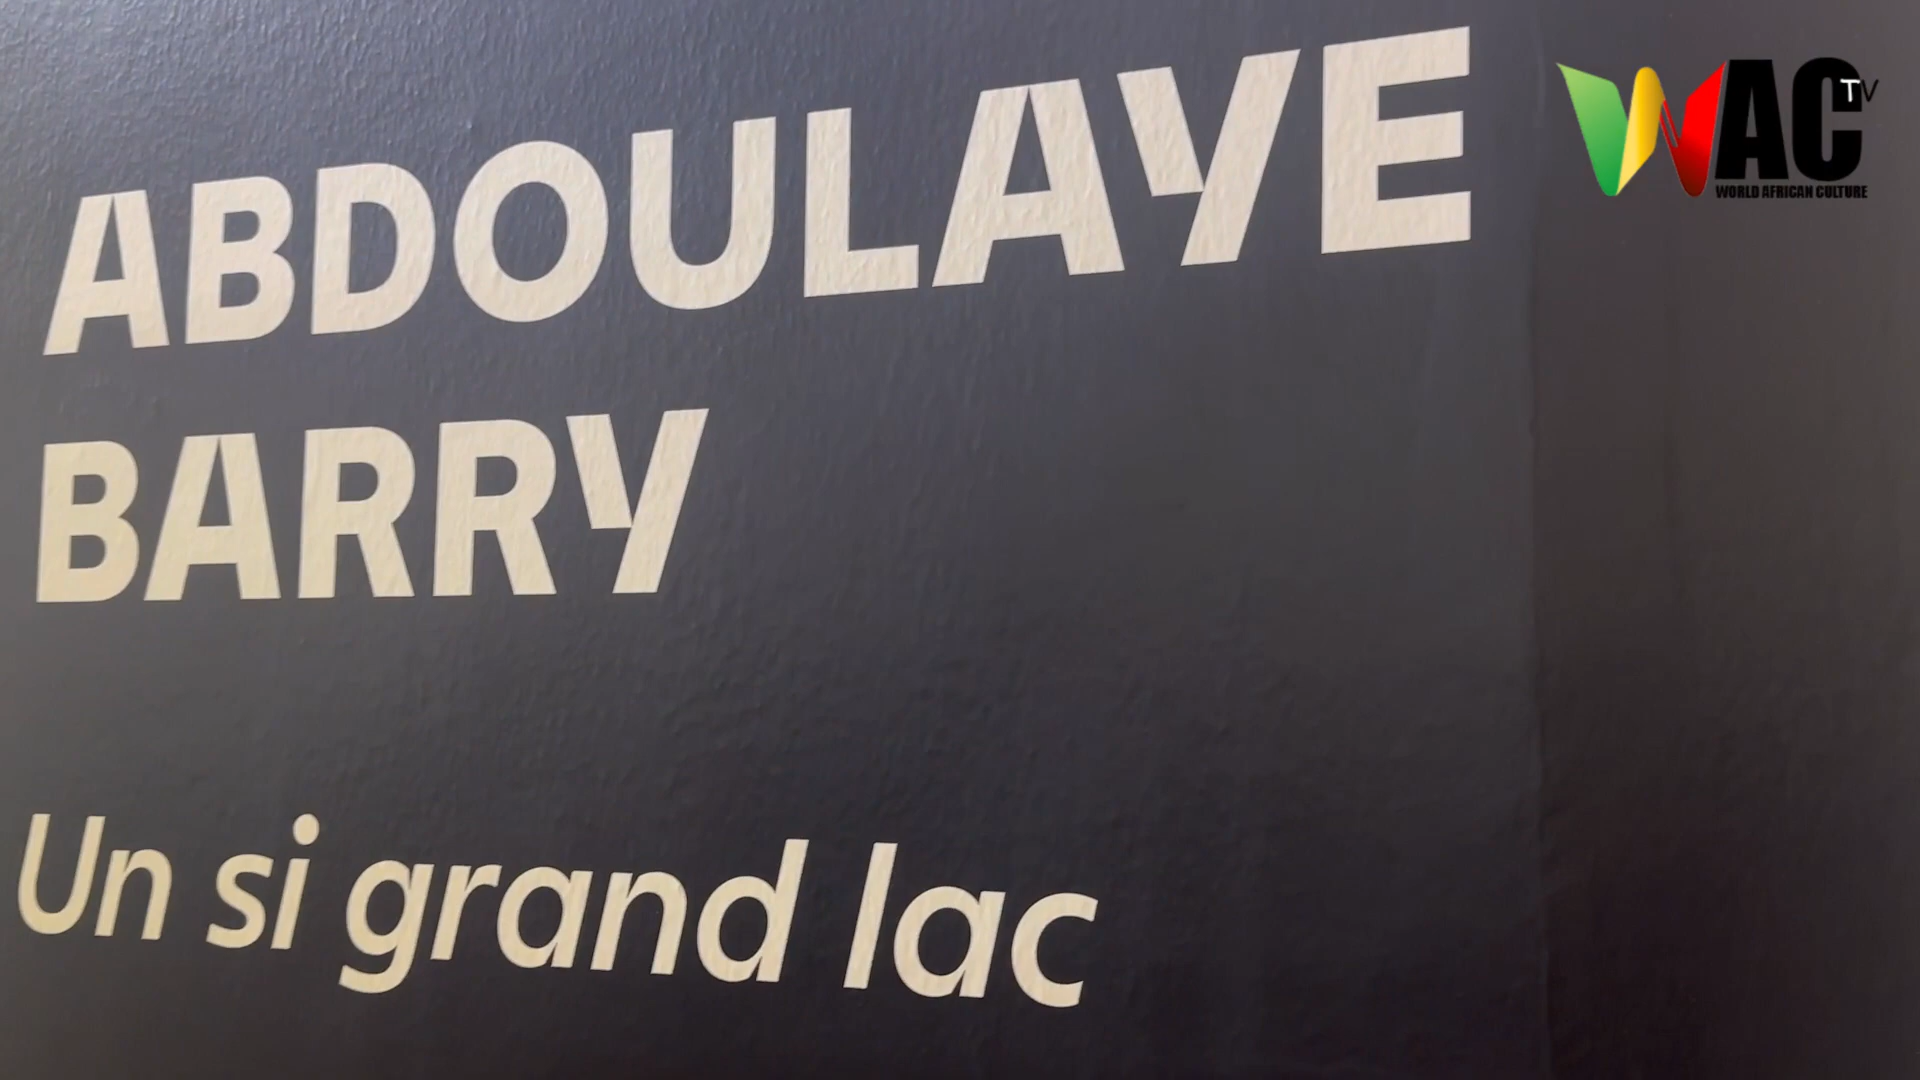 ABDOULAYE
BARRY
Un si grand lac
WAC TV
WORLD AFRICAN CULTURE